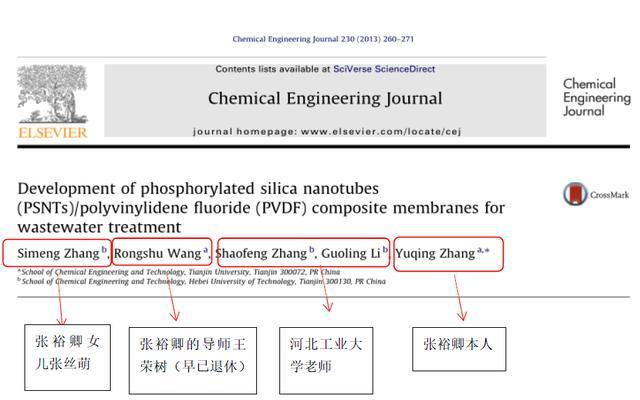 Chemical Engineering Journal 230 (2013) 260–271
Contents lists available at SciVerse ScienceDirect
Chemical Engineering Journal
journal homepage: www.elsevier.com/locate/cej
ELSEVIER
Chemical
Engineering
Journal
Development of phosphorylated silica nanotubes
(PSNTs)/polyvinylidene fluoride (PVDF) composite membranes for
wastewater treatment
CrossMark
Simeng Zhang b, Rongshu Wang a, Shaofeng Zhang b, Guoling Li b, Yuqing Zhang a,*
a School of Chemical Engineering and Technology, Tianjin University, Tianjin 300072, PR China
b School of Chemical Engineering and Technology, Hebei University of Technology, Tianjin 300130, PR China
张裕卿女
儿张丝萌
张裕卿的导师王
荣树（早已退休）
河北工业大
学老师
张裕卿本人